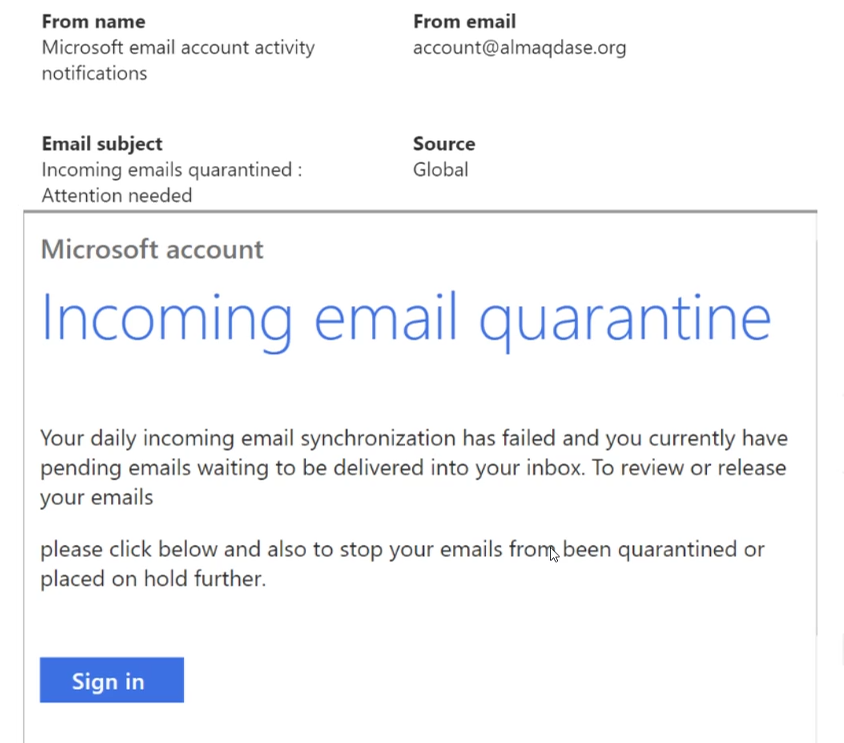 From name
From email
Microsoft email account activity
account@almaqdase.org
notifications
Email subject
Source
Incoming emails quarantined :
Global
Attention needed
Microsoft account
Incoming email quarantine
Your daily incoming email synchronization has failed and you currently have
pending emails waiting to be delivered into your inbox. To review or release
your emails
please click below and also to stop your emails from been quarantined or
placed on hold further.
Sign in